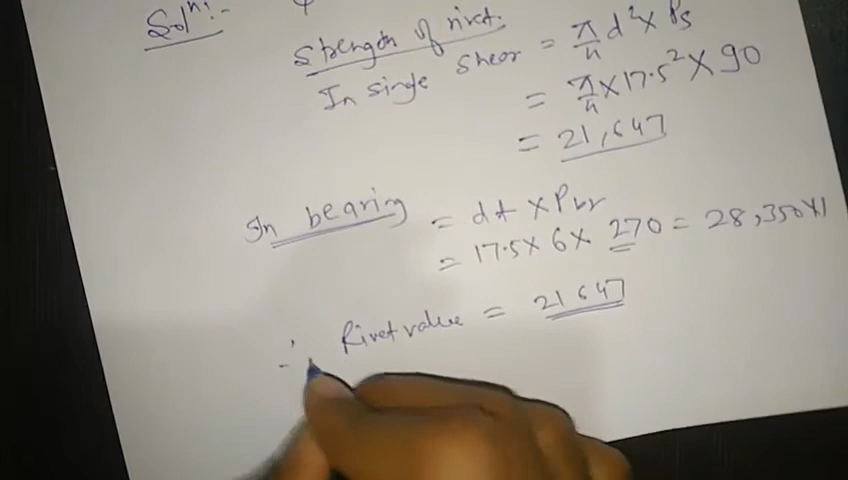 Solⁿ:-
Strength of rivet.
In single shear = π/4 d² × Ps
= π/4 × 17.5² × 90
= 21,647
In bearing = dt × Pbr
= 17.5 × 6 × 270 = 28,350 ×1
∴ Rivet value = 21647